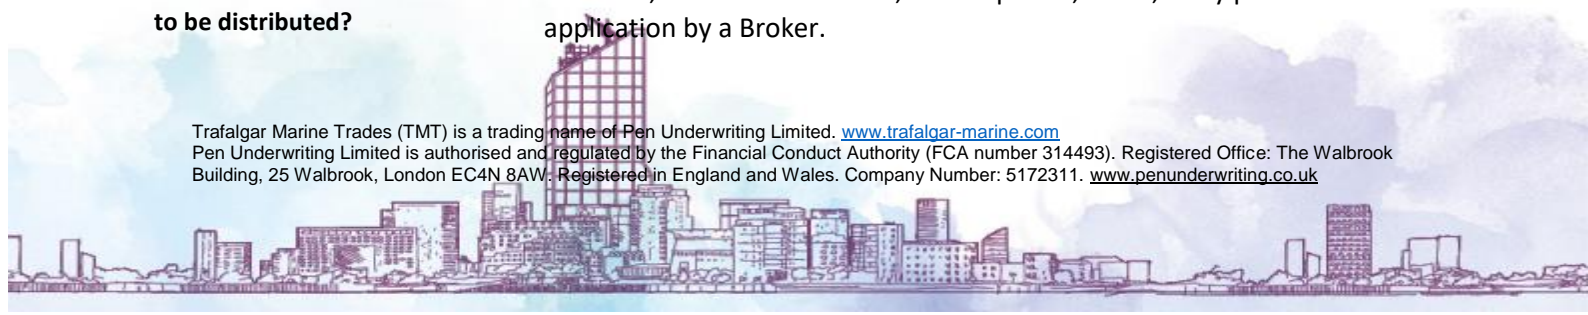 to be distributed?
application by a Broker.
Trafalgar Marine Trades (TMT) is a trading name of Pen Underwriting Limited. www.trafalgar-marine.com
Pen Underwriting Limited is authorised and regulated by the Financial Conduct Authority (FCA number 314493). Registered Office: The Walbrook
Building, 25 Walbrook, London EC4N 8AW. Registered in England and Wales. Company Number: 5172311. www.penunderwriting.co.uk